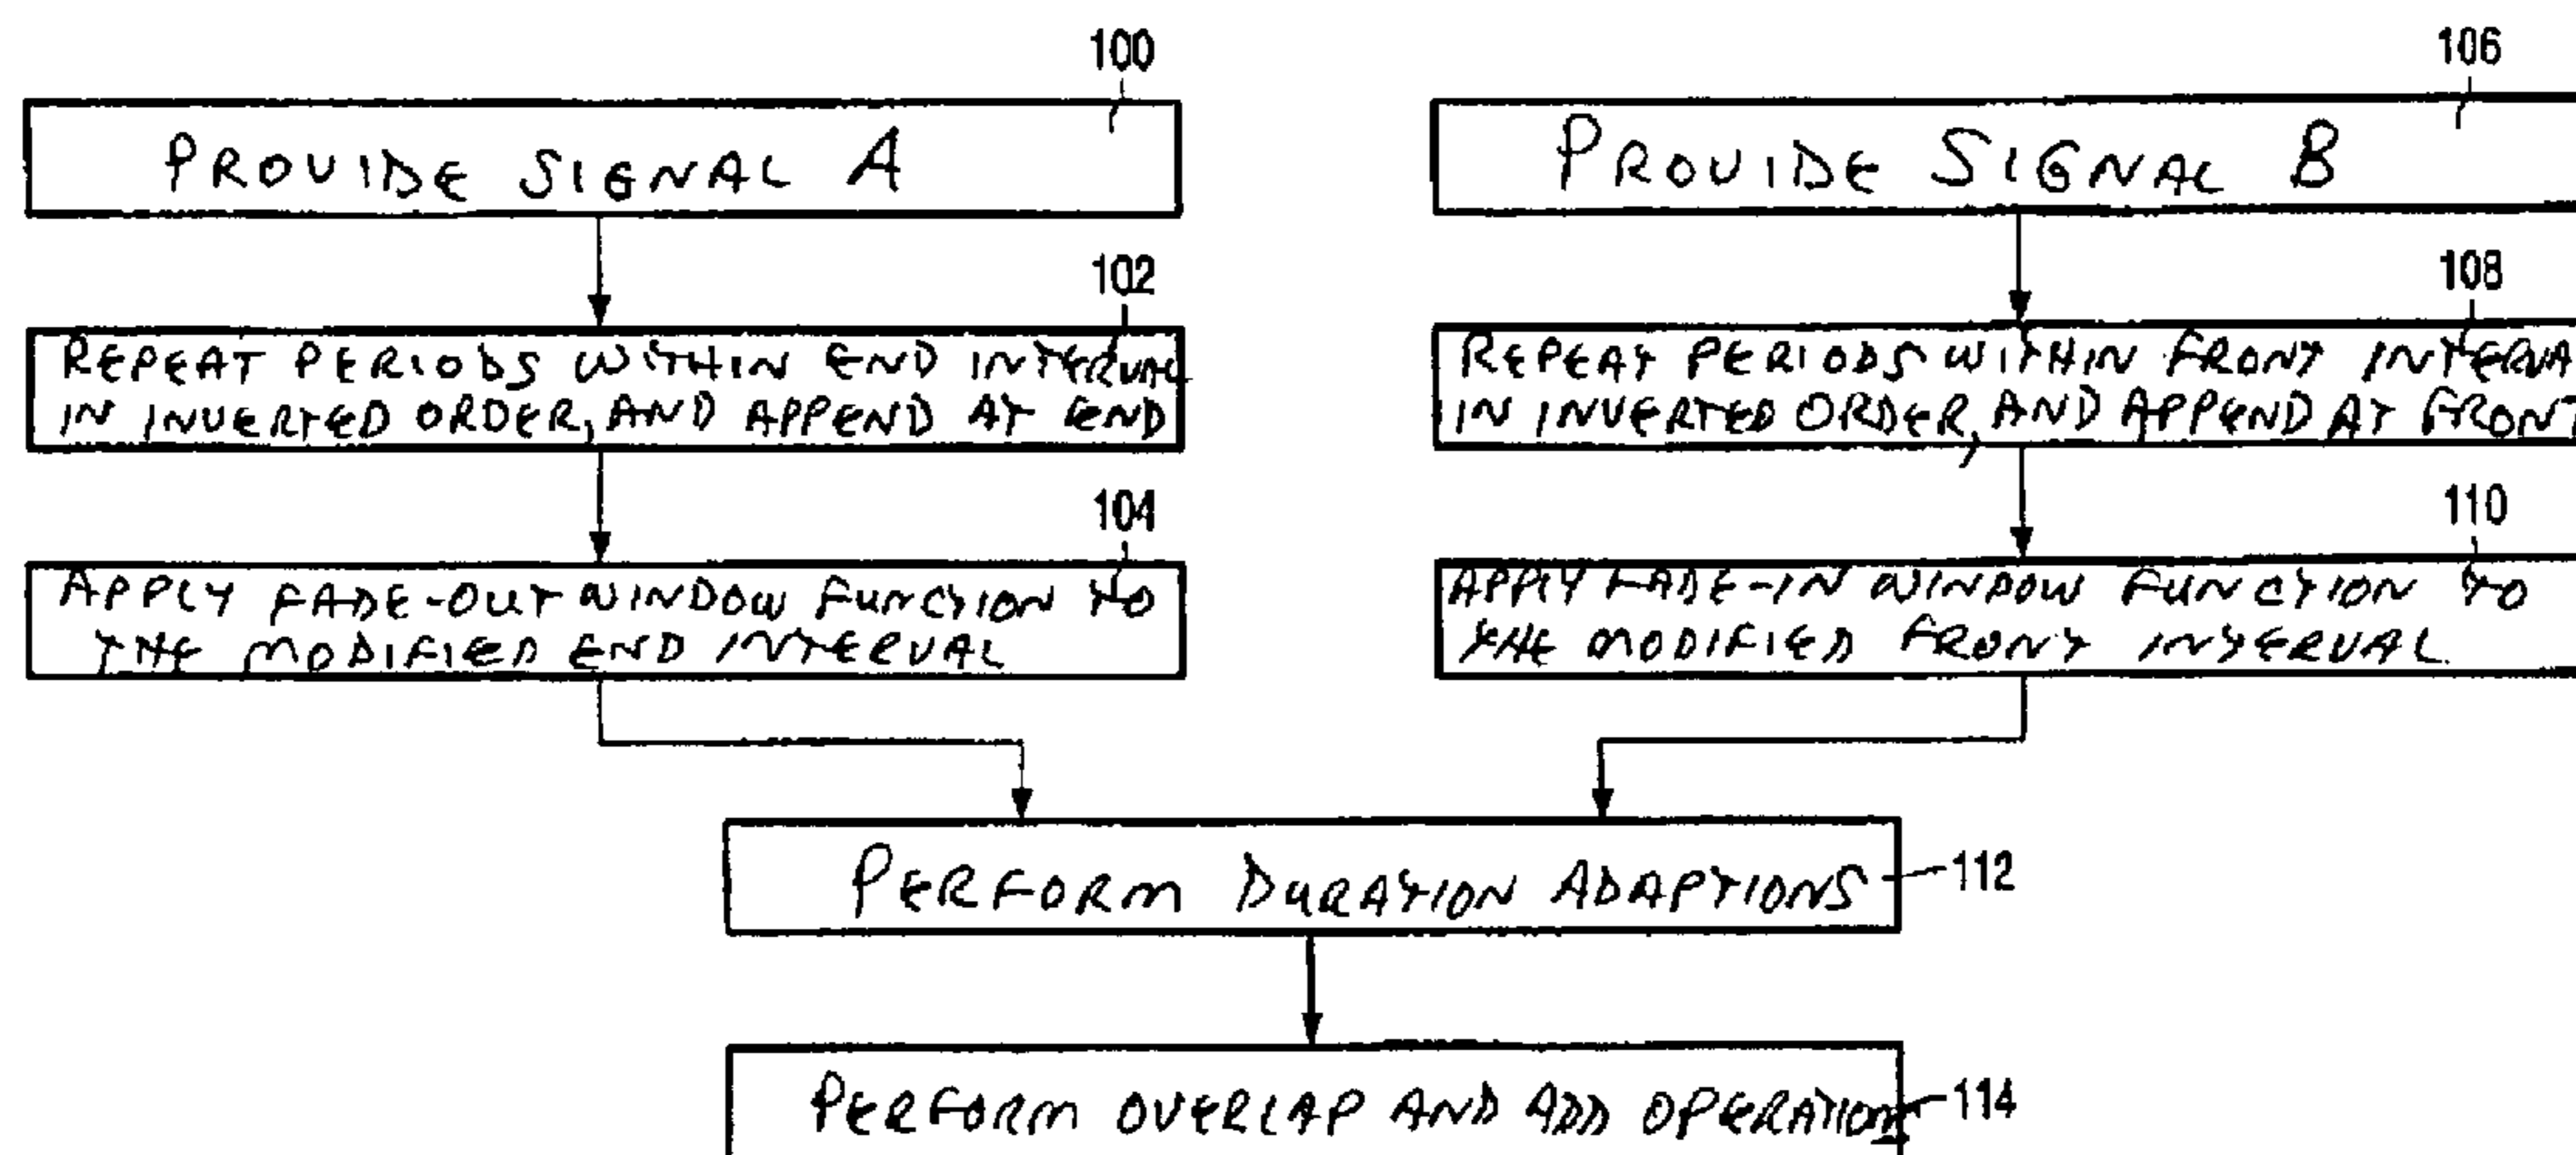 100
PROVIDE SIGNAL A
102
REPEAT PERIODS WITHIN END INTERVAL
IN INVERTED ORDER, AND APPEND AT END
104
APPLY FADE-OUT WINDOW FUNCTION TO
THE MODIFIED END INTERVAL
106
PROVIDE SIGNAL B
108
REPEAT PERIODS WITHIN FRONT INTERVA
IN INVERTED ORDER, AND APPEND AT FRONT
110
APPLY FADE-IN WINDOW FUNCTION TO
THE MODIFIED FRONT INTERVAL
PERFORM DURATION ADAPTIONS
112
PERFORM OVERLAP AND ADD OPERATION
114